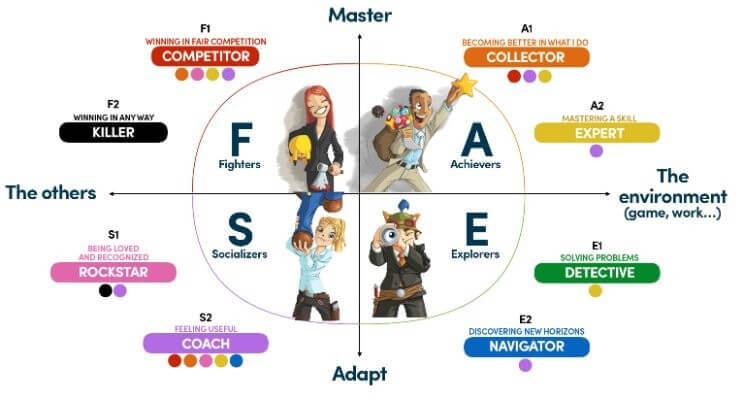 Master
F1
WINNING IN FAIR COMPETITION
COMPETITOR
A1
BECOMING BETTER IN WHAT I DO
COLLECTOR
F2
WINNING IN ANY WAY
KILLER
A2
MASTERING A SKILL
EXPERT
F
Fighters
A
Achievers
The others
The
environment
(game, work...)
S
Socializers
E
Explorers
S1
BEING LOVED
AND RECOGNIZED
ROCKSTAR
E1
SOLVING PROBLEMS
DETECTIVE
S2
FEELING USEFUL
COACH
E2
DISCOVERING NEW HORIZONS
NAVIGATOR
Adapt